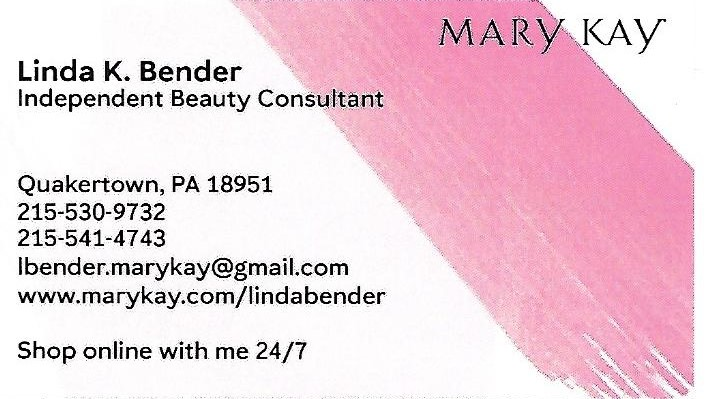 MARY KAY
Linda K. Bender
Independent Beauty Consultant
Quakertown, PA 18951
215-530-9732
215-541-4743
lbender.marykay@gmail.com
www.marykay.com/lindabender
Shop online with me 24/7